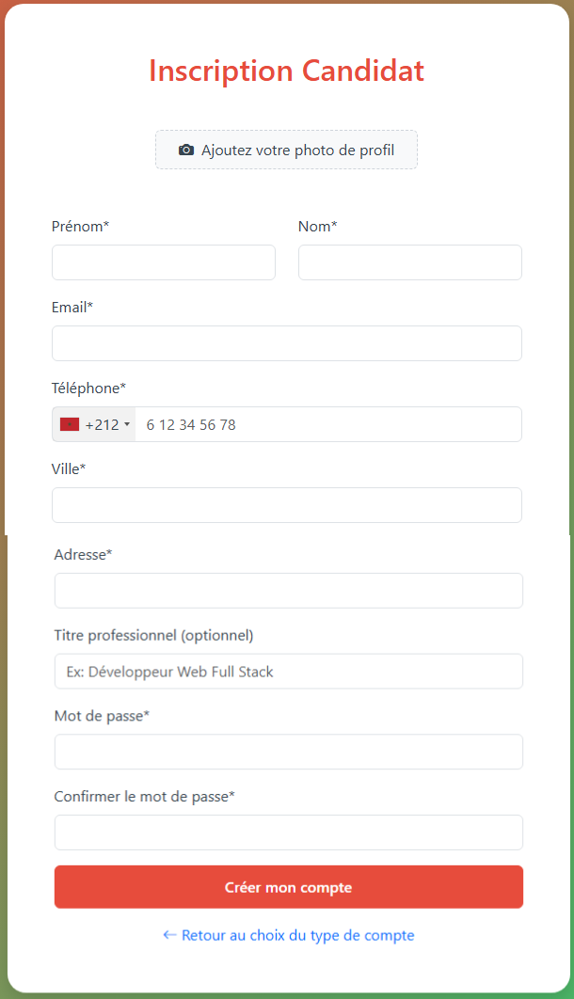 Inscription Candidat
Ajoutez votre photo de profil
Prénom* Nom*
Email*
Téléphone*
+212 6 12 34 56 78
Ville*
Adresse*
Titre professionnel (optionnel)
Ex: Développeur Web Full Stack
Mot de passe*
Confirmer le mot de passe*
Créer mon compte
← Retour au choix du type de compte